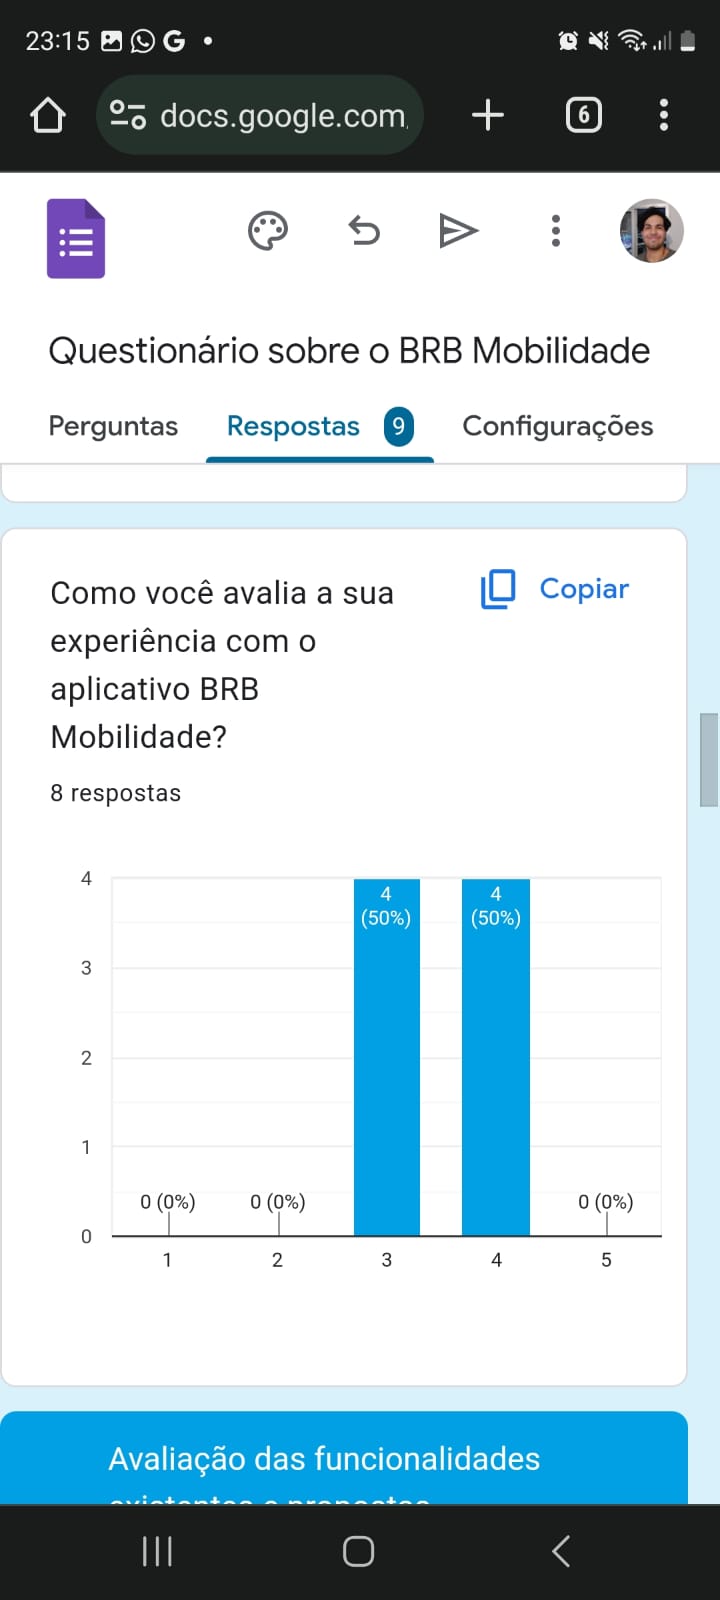 23:15
docs.google.com
6
Questionário sobre o BRB Mobilidade
Perguntas Respostas 9 Configurações
Como você avalia a sua
experiência com o
aplicativo BRB
Mobilidade?
Copiar
8 respostas
4
3
2
1
0
0 (0%)
0 (0%)
4
(50%)
4
(50%)
0 (0%)
1 2 3 4 5
Avaliação das funcionalidades
existentes e propostas